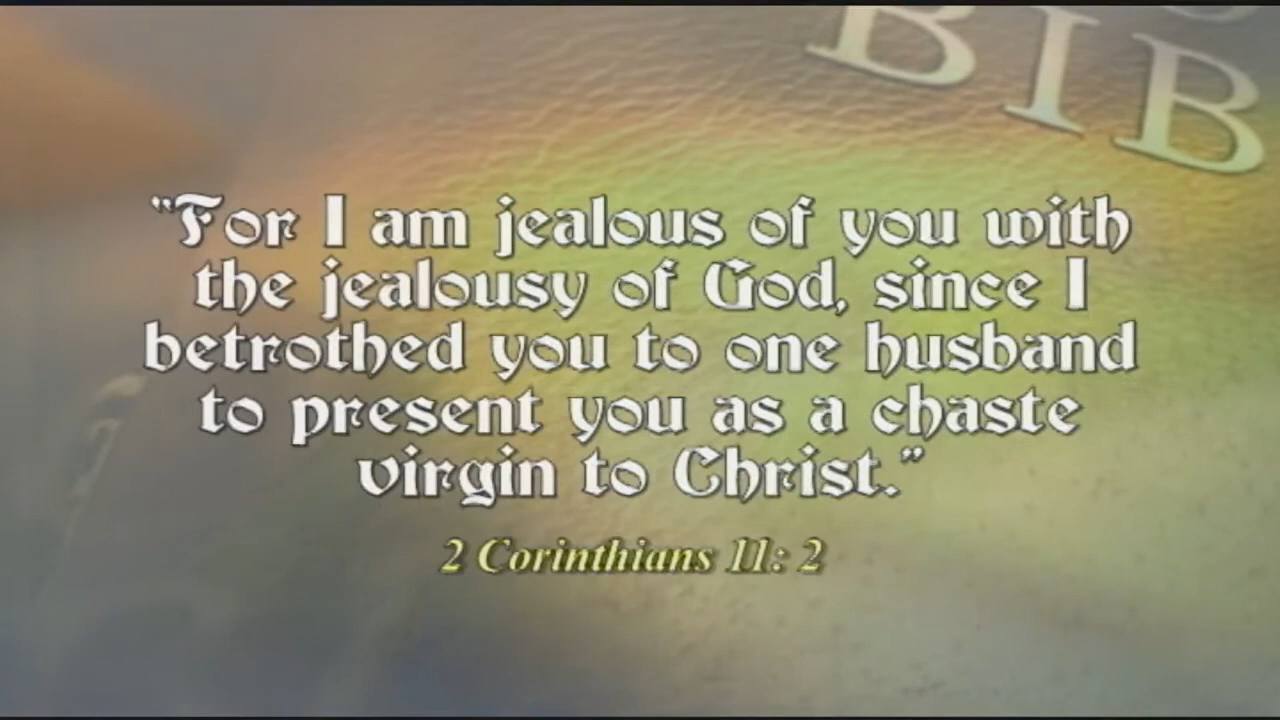 BIB
"For I am jealous of you with
the jealousy of God, since I
betrothed you to one husband
to present you as a chaste
virgin to Christ."
2 Corinthians 11: 2